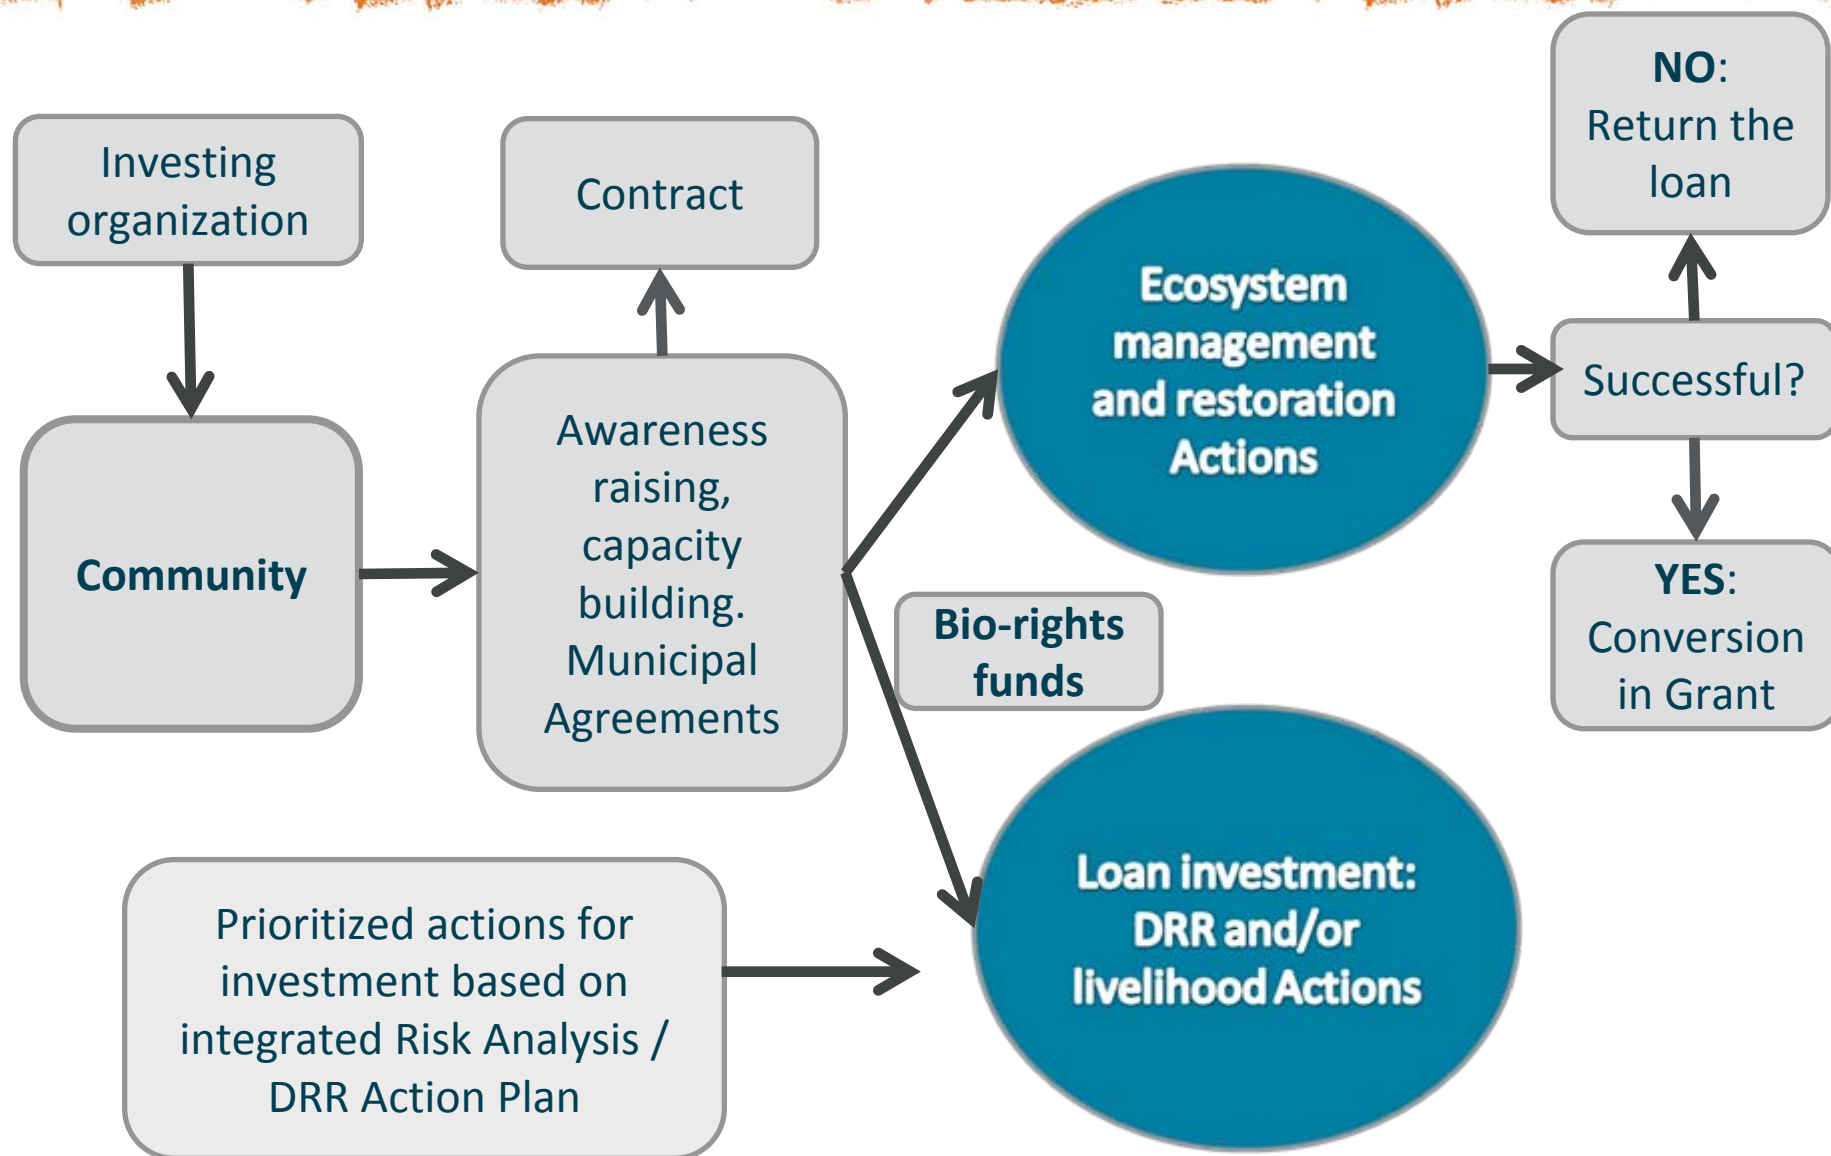 Investing
organization
Community
Contract
Awareness
raising,
capacity
building.
Municipal
Agreements
Ecosystem
management
and restoration
Actions
Bio-rights
funds
Loan investment:
DRR and/or
livelihood Actions
Prioritized actions for
investment based on
integrated Risk Analysis /
DRR Action Plan
NO:
Return the
loan
Successful?
YES:
Conversion
in Grant